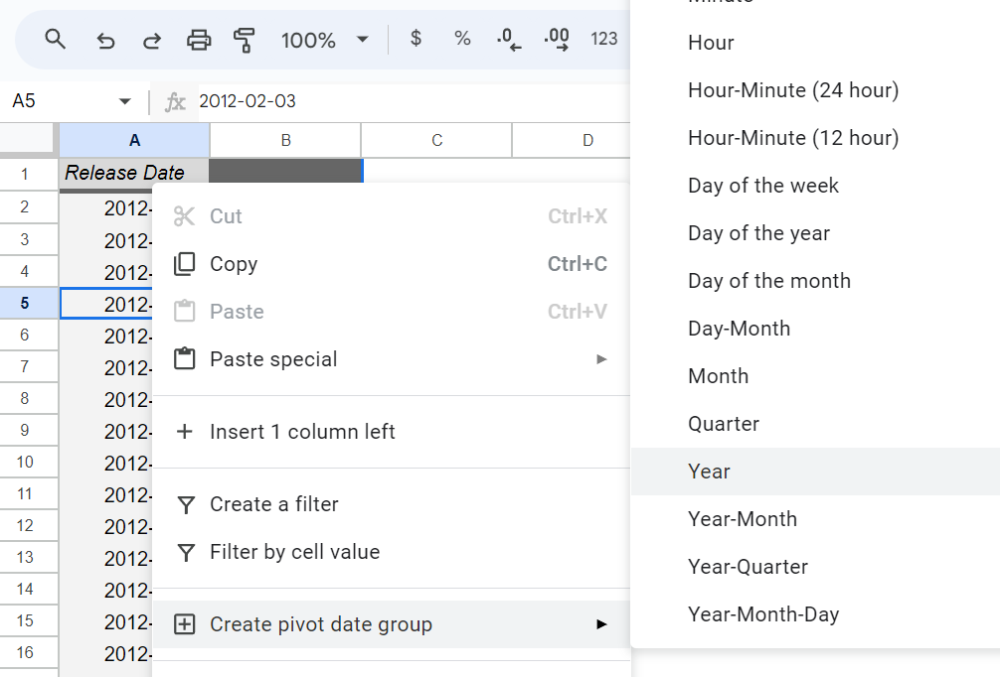 100% $ % .0 .00 123
A5 fx 2012-02-03
A B C D
1 Release Date
2 2012-
3 2012-
4 2012-
5 2012-
6 2012-
7 2012-
8 2012-
9 2012-
10 2012-
11 2012-
12 2012-
13 2012-
14 2012-
15 2012-
16 2012-
Cut Ctrl+X
Copy Ctrl+C
Paste Ctrl+V
Paste special
Insert 1 column left
Create a filter
Filter by cell value
Create pivot date group
Minute
Hour
Hour-Minute (24 hour)
Hour-Minute (12 hour)
Day of the week
Day of the year
Day of the month
Day-Month
Month
Quarter
Year
Year-Month
Year-Quarter
Year-Month-Day